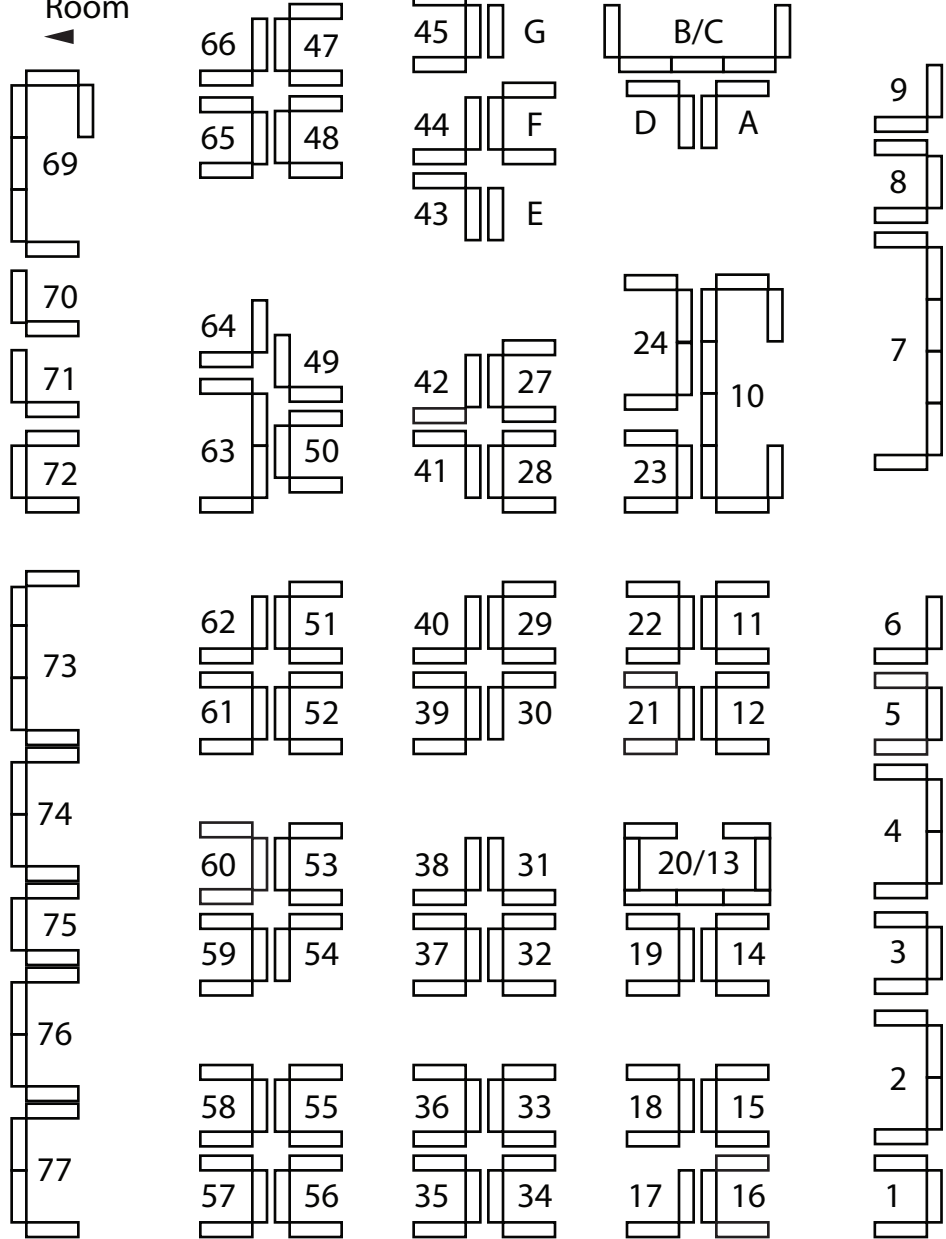 Room
66 47 45 G B/C
9
69 65 48 44 F D A
8
43 E
70 64 49 42 27 24 10 7
71
72 63 50 41 28 23
73 62 51 40 29 22 11 6
61 52 39 30 21 12 5
74 60 53 38 31 20/13 4
75 59 54 37 32 19 14 3
76 58 55 36 33 18 15 2
77 57 56 35 34 17 16 1